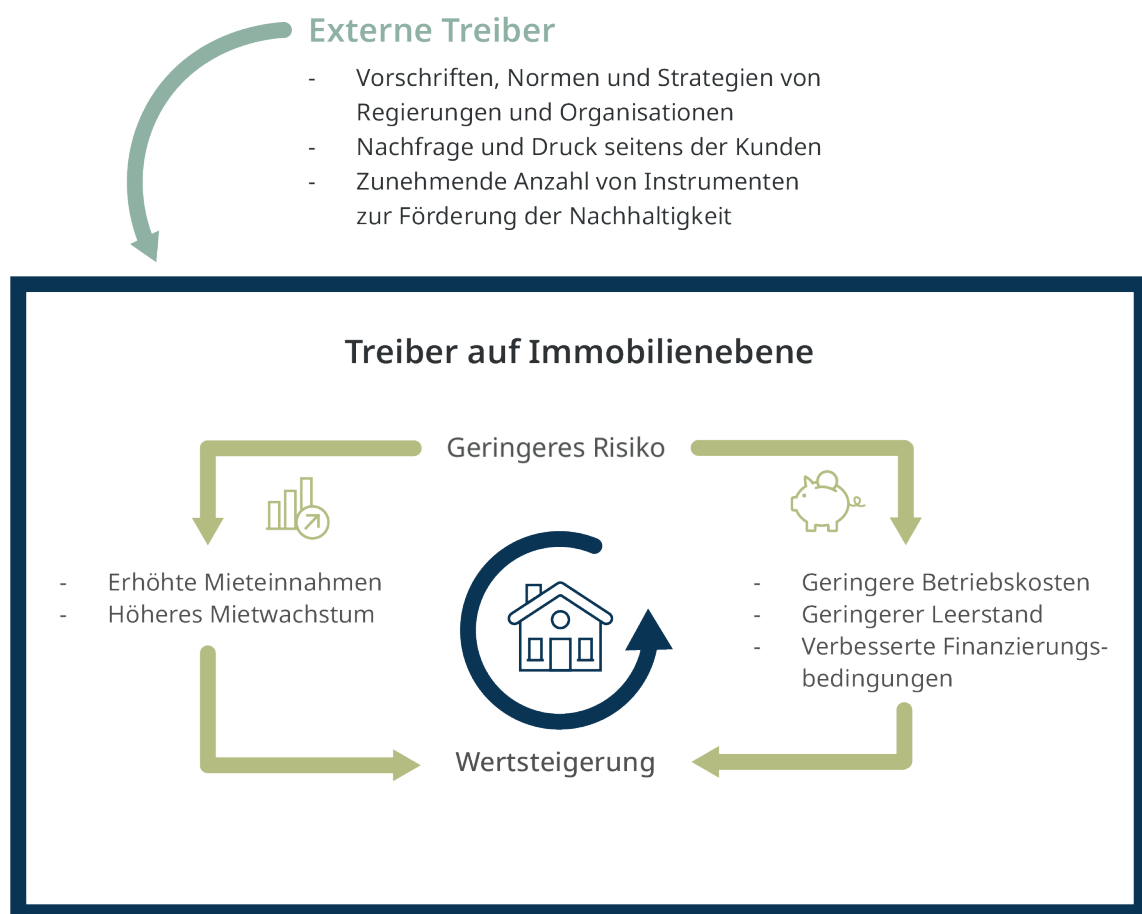 Externe Treiber
- Vorschriften, Normen und Strategien von
Regierungen und Organisationen
- Nachfrage und Druck seitens der Kunden
- Zunehmende Anzahl von Instrumenten
zur Förderung der Nachhaltigkeit
Treiber auf Immobilienebene
Geringeres Risiko
- Erhöhte Mieteinnahmen
- Höheres Mietwachstum
- Geringere Betriebskosten
- Geringerer Leerstand
- Verbesserte Finanzierungs-
bedingungen
Wertsteigerung